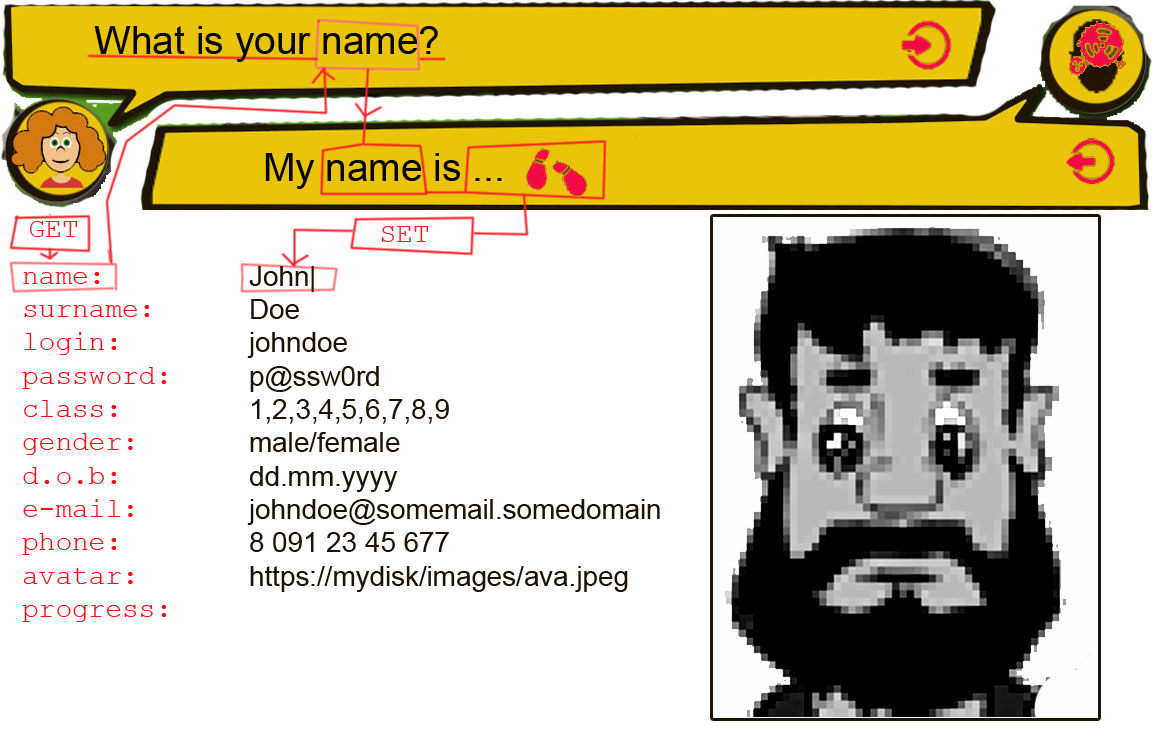 What is your name?
My name is ...
GET
SET
name: John|
surname: Doe
login: johndoe
password: p@ssw0rd
class: 1,2,3,4,5,6,7,8,9
gender: male/female
d.o.b: dd.mm.yyyy
e-mail: johndoe@somemail.somedomain
phone: 8 091 23 45 677
avatar: https://mydisk/images/ava.jpeg
progress: